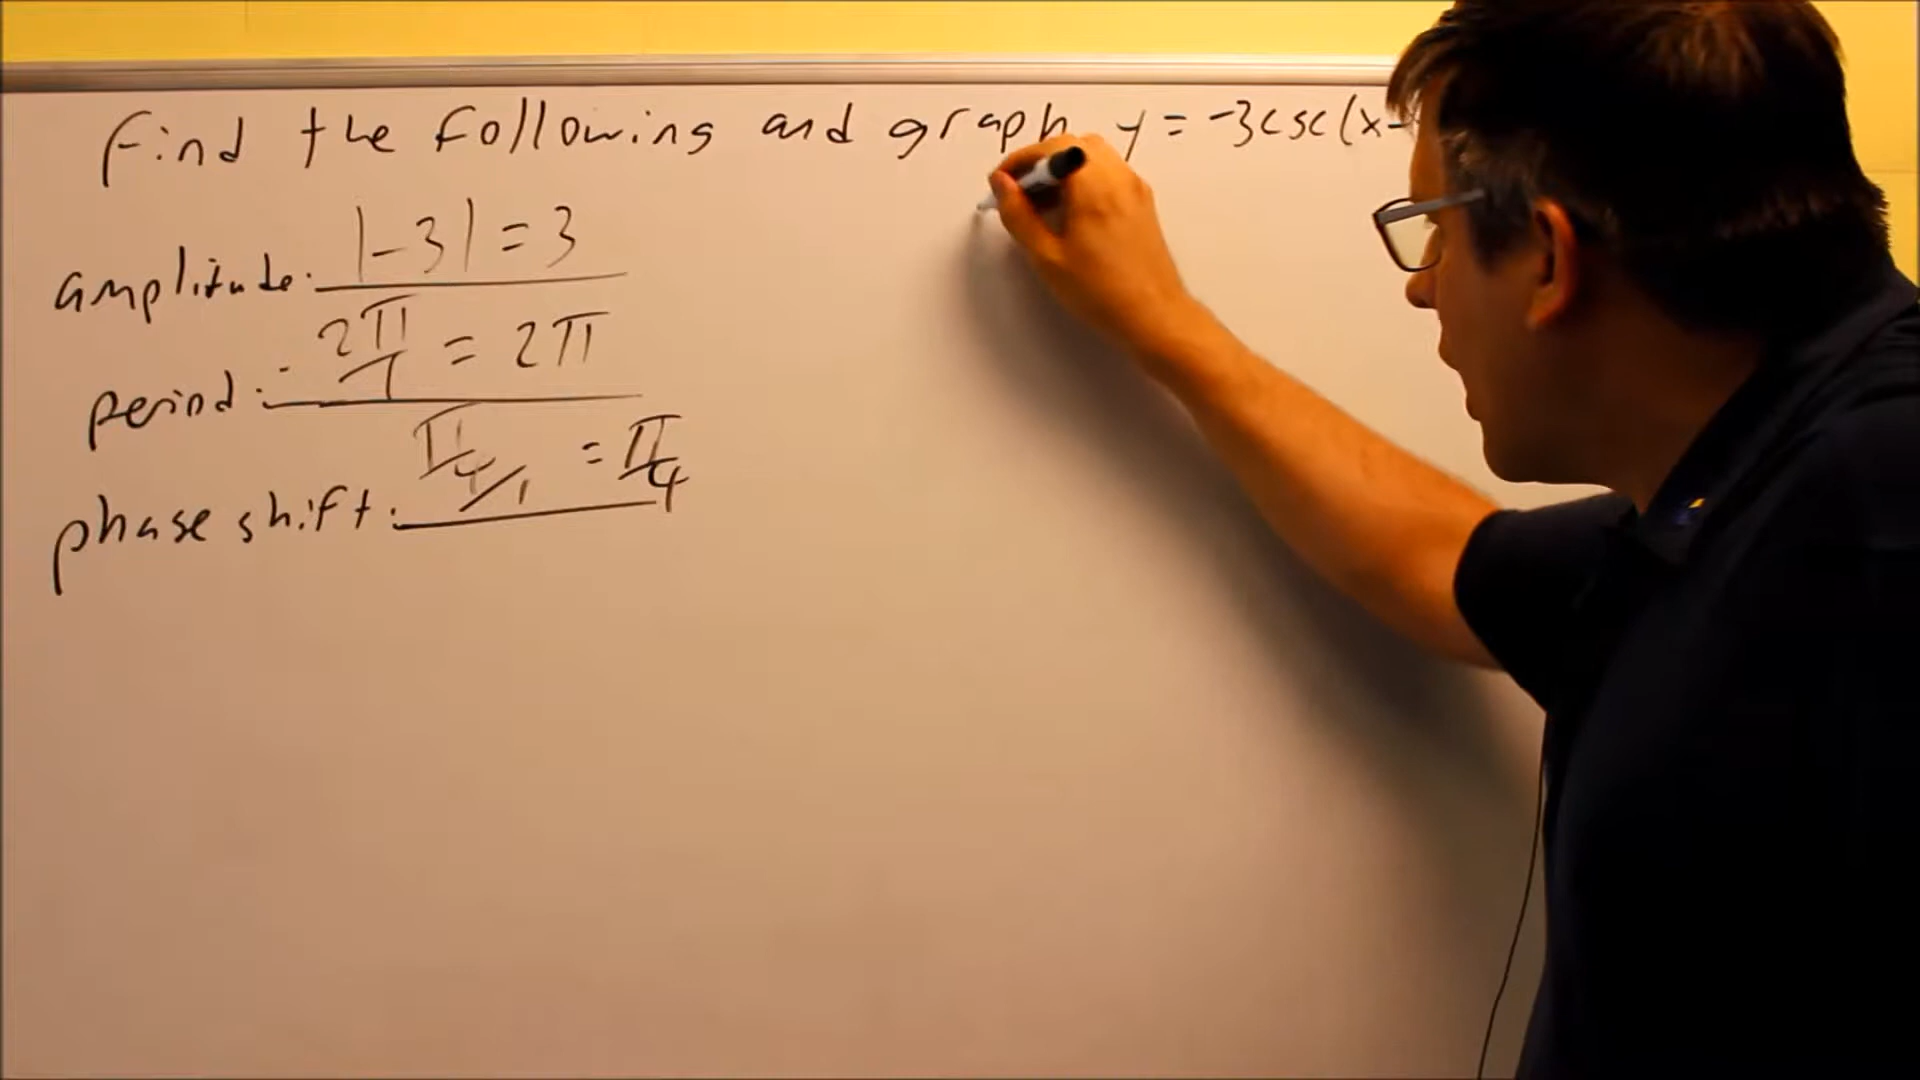 Find the following and graph y = -3csc(x-
amplitude: |-3| = 3
period: 2π/1 = 2π
phase shift: π/4/1 = π/4